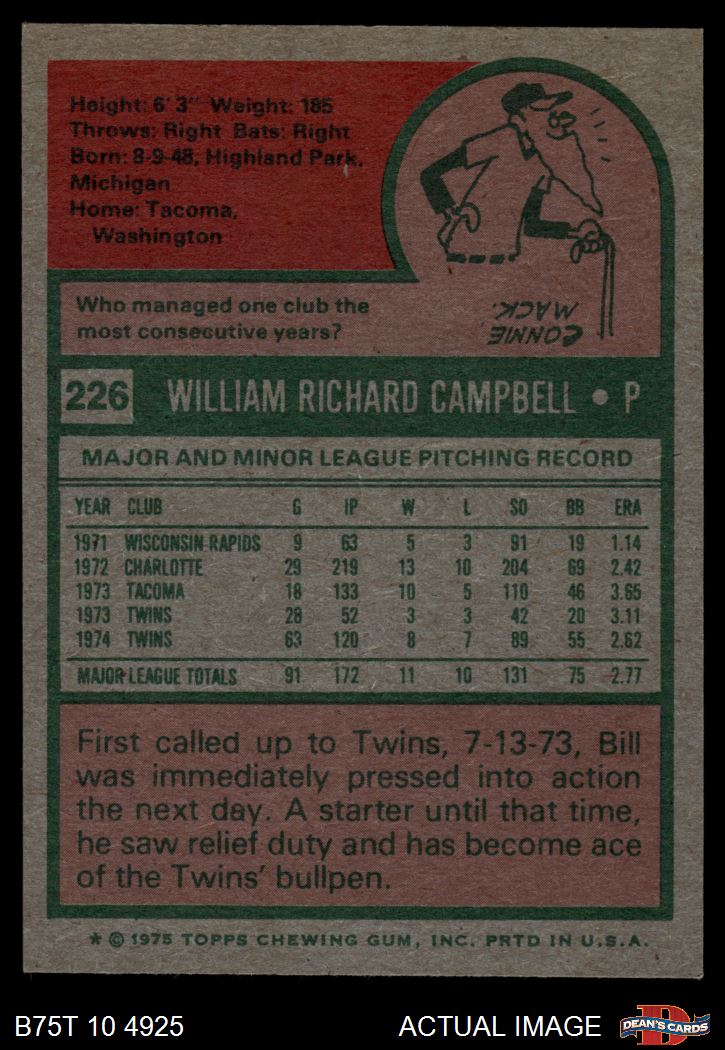 Height: 6' 3" Weight: 185
Throws: Right Bats: Right
Born: 8-9-48, Highland Park,
Michigan
Home: Tacoma,
Washington
Who managed one club the
most consecutive years?
CONNIE
MACK.
226 WILLIAM RICHARD CAMPBELL • P
MAJOR AND MINOR LEAGUE PITCHING RECORD
YEAR CLUB G IP W L SO BB ERA
1971 WISCONSIN RAPIDS 9 63 5 3 91 19 1.14
1972 CHARLOTTE 29 219 13 10 204 69 2.42
1973 TACOMA 18 133 10 5 110 46 3.65
1973 TWINS 28 52 3 3 42 20 3.11
1974 TWINS 63 120 8 7 89 55 2.62
MAJOR LEAGUE TOTALS 91 172 11 10 131 75 2.77
First called up to Twins, 7-13-73, Bill
was immediately pressed into action
the next day. A starter until that time,
he saw relief duty and has become ace
of the Twins' bullpen.
* © 1975 TOPPS CHEWING GUM, INC. PRTD IN U.S.A.
B75T 10 4925 ACTUAL IMAGE D DEAN'S CARDS